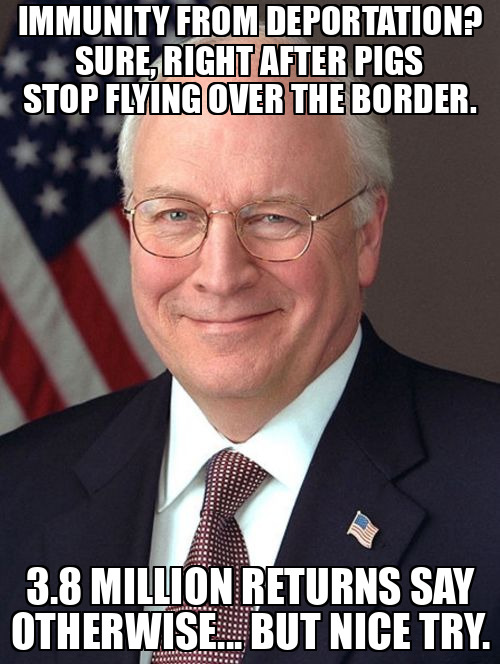 IMMUNITY FROM DEPORTATION?
SURE, RIGHT AFTER PIGS
STOP FLYING OVER THE BORDER.
3.8 MILLION RETURNS SAY
OTHERWISE... BUT NICE TRY.